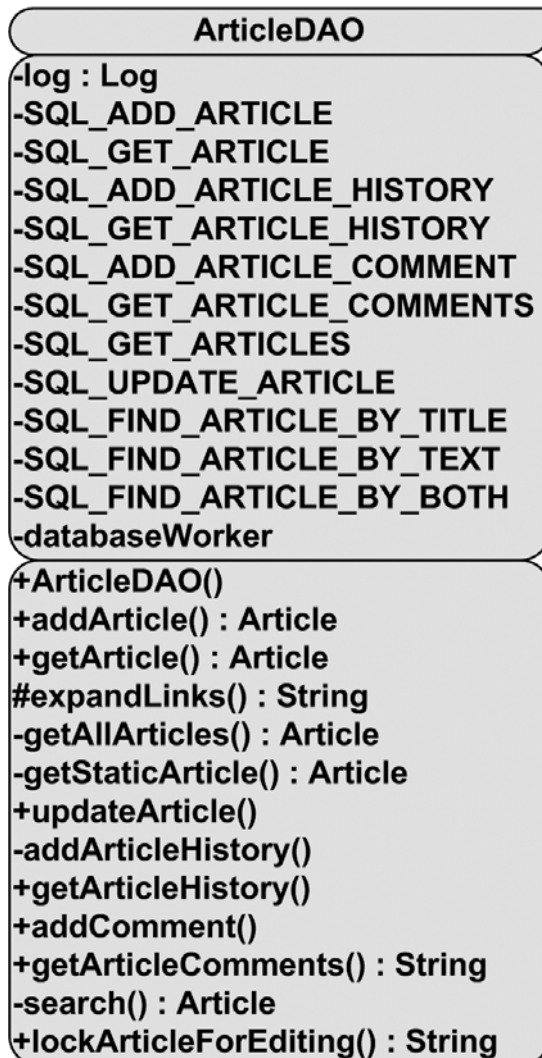 ArticleDAO
-log : Log
-SQL_ADD_ARTICLE
-SQL_GET_ARTICLE
-SQL_ADD_ARTICLE_HISTORY
-SQL_GET_ARTICLE_HISTORY
-SQL_ADD_ARTICLE_COMMENT
-SQL_GET_ARTICLE_COMMENTS
-SQL_GET_ARTICLES
-SQL_UPDATE_ARTICLE
-SQL_FIND_ARTICLE_BY_TITLE
-SQL_FIND_ARTICLE_BY_TEXT
-SQL_FIND_ARTICLE_BY_BOTH
-databaseWorker
+ArticleDAO()
+addArticle() : Article
+getArticle() : Article
#expandLinks() : String
-getAllArticles() : Article
-getStaticArticle() : Article
+updateArticle()
-addArticleHistory()
+getArticleHistory()
+addComment()
+getArticleComments() : String
-search() : Article
+lockArticleForEditing() : String